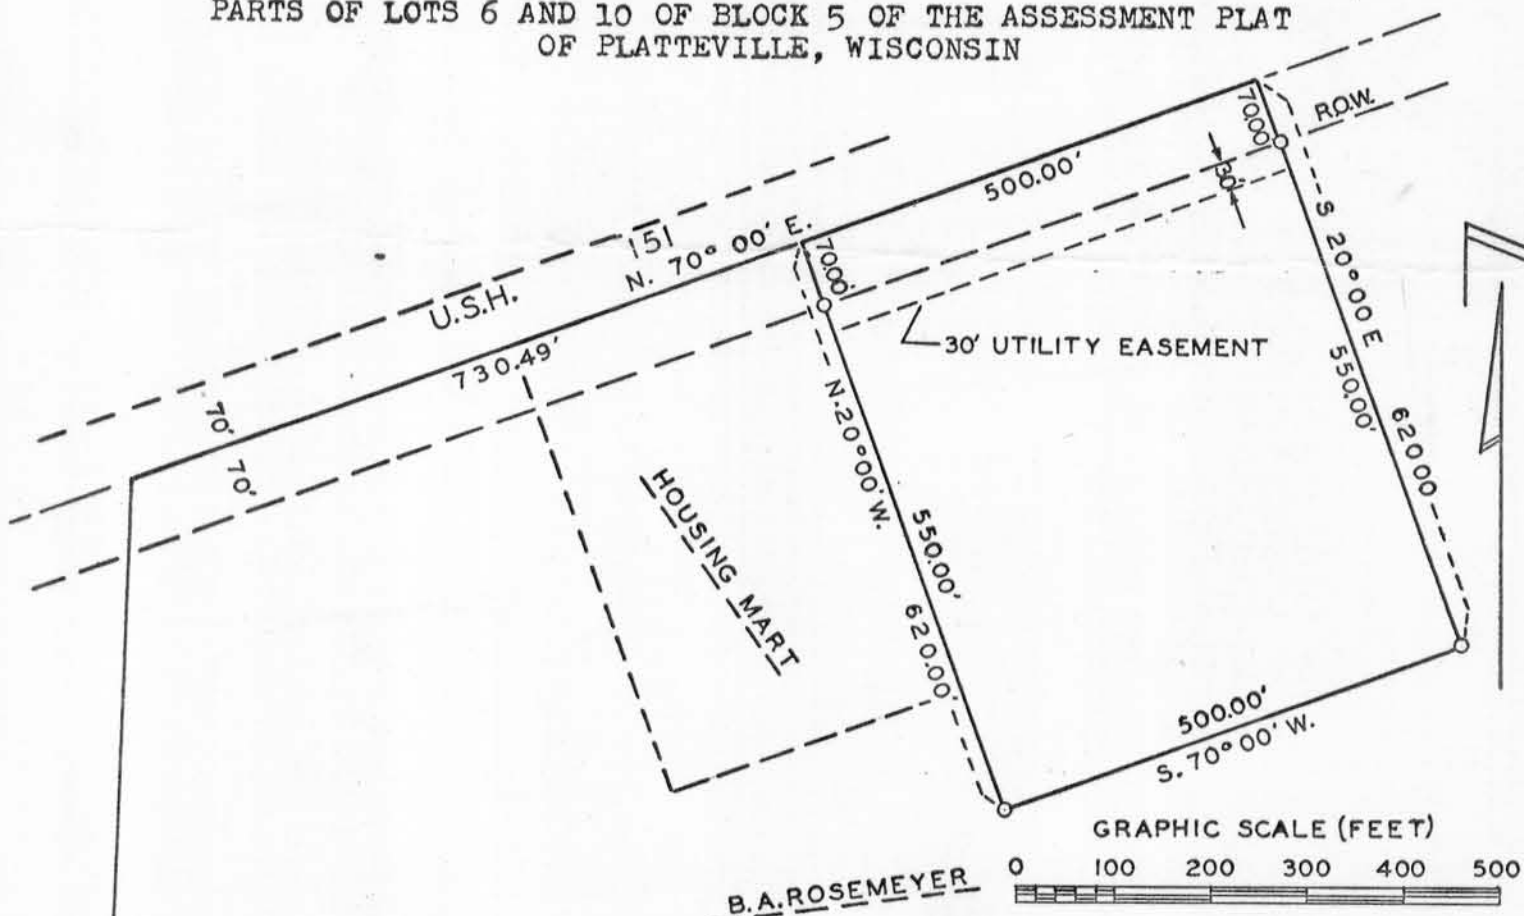 PARTS OF LOTS 6 AND 10 OF BLOCK 5 OF THE ASSESSMENT PLAT
OF PLATTEVILLE, WISCONSIN
R.O.W.
70.00'
500.00'
30'
151
N. 70° 00' E.
70.00'
U.S.H.
S 20°00 E
30' UTILITY EASEMENT
730.49'
550.00'
70'
70'
N. 20°00' W.
620 00
HOUSING MART
550.00'
620.00'
500.00'
S. 70° 00' W.
GRAPHIC SCALE (FEET)
0 100 200 300 400 500
B.A. ROSEMEYER